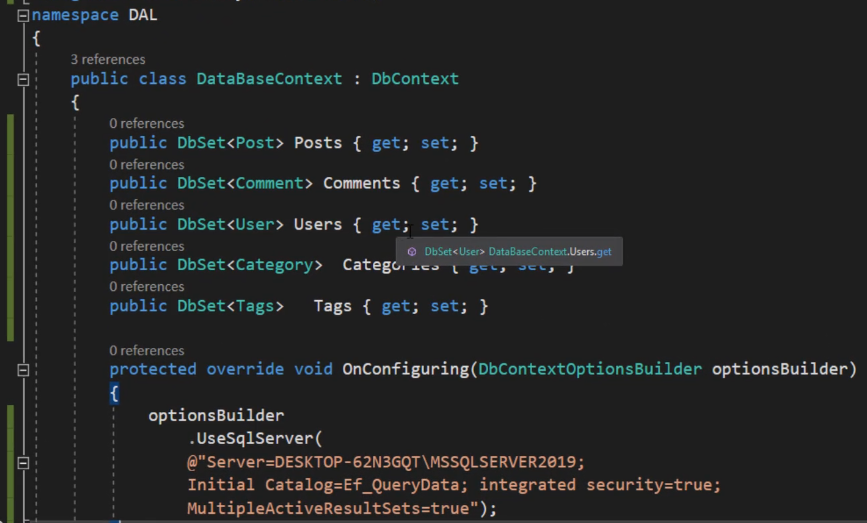 namespace DAL
{
3 references
public class DataBaseContext : DbContext
{
0 references
public DbSet<Post> Posts { get; set; }
0 references
public DbSet<Comment> Comments { get; set; }
0 references
public DbSet<User> Users { get; set; }
0 references
DbSet<User> DataBaseContext.Users.get
public DbSet<Category> Categories { get; set; }
0 references
public DbSet<Tags> Tags { get; set; }
0 references
protected override void OnConfiguring(DbContextOptionsBuilder optionsBuilder)
{
optionsBuilder
.UseSqlServer(
@"Server=DESKTOP-62N3GQT\MSSQLSERVER2019;
Initial Catalog=Ef_QueryData; integrated security=true;
MultipleActiveResultSets=true");